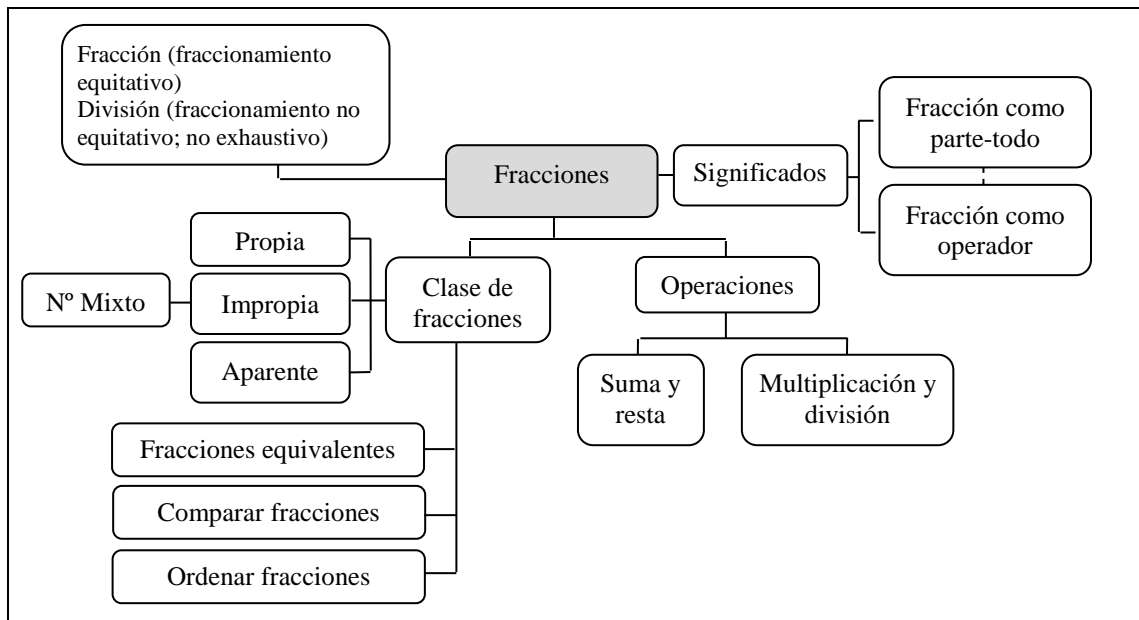 Fracción (fraccionamiento
equitativo)
División (fraccionamiento no
equitativo; no exhaustivo)
Fracciones
Significados
Fracción como
parte-todo
Fracción como
operador
Propia
Nº Mixto
Impropia
Aparente
Clase de
fracciones
Operaciones
Suma y
resta
Multiplicación y
división
Fracciones equivalentes
Comparar fracciones
Ordenar fracciones